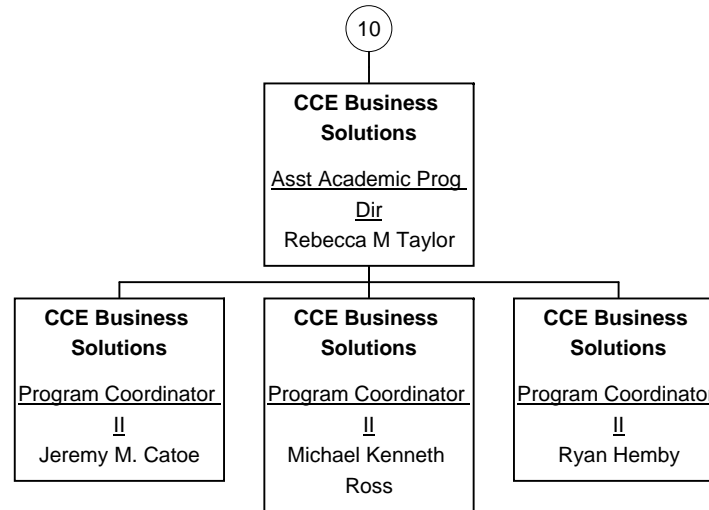 10
CCE Business
Solutions
Asst Academic Prog
Dir
Rebecca M Taylor
CCE Business
Solutions
Program Coordinator
II
Jeremy M. Catoe
CCE Business
Solutions
Program Coordinator
II
Michael Kenneth
Ross
CCE Business
Solutions
Program Coordinator
II
Ryan Hemby